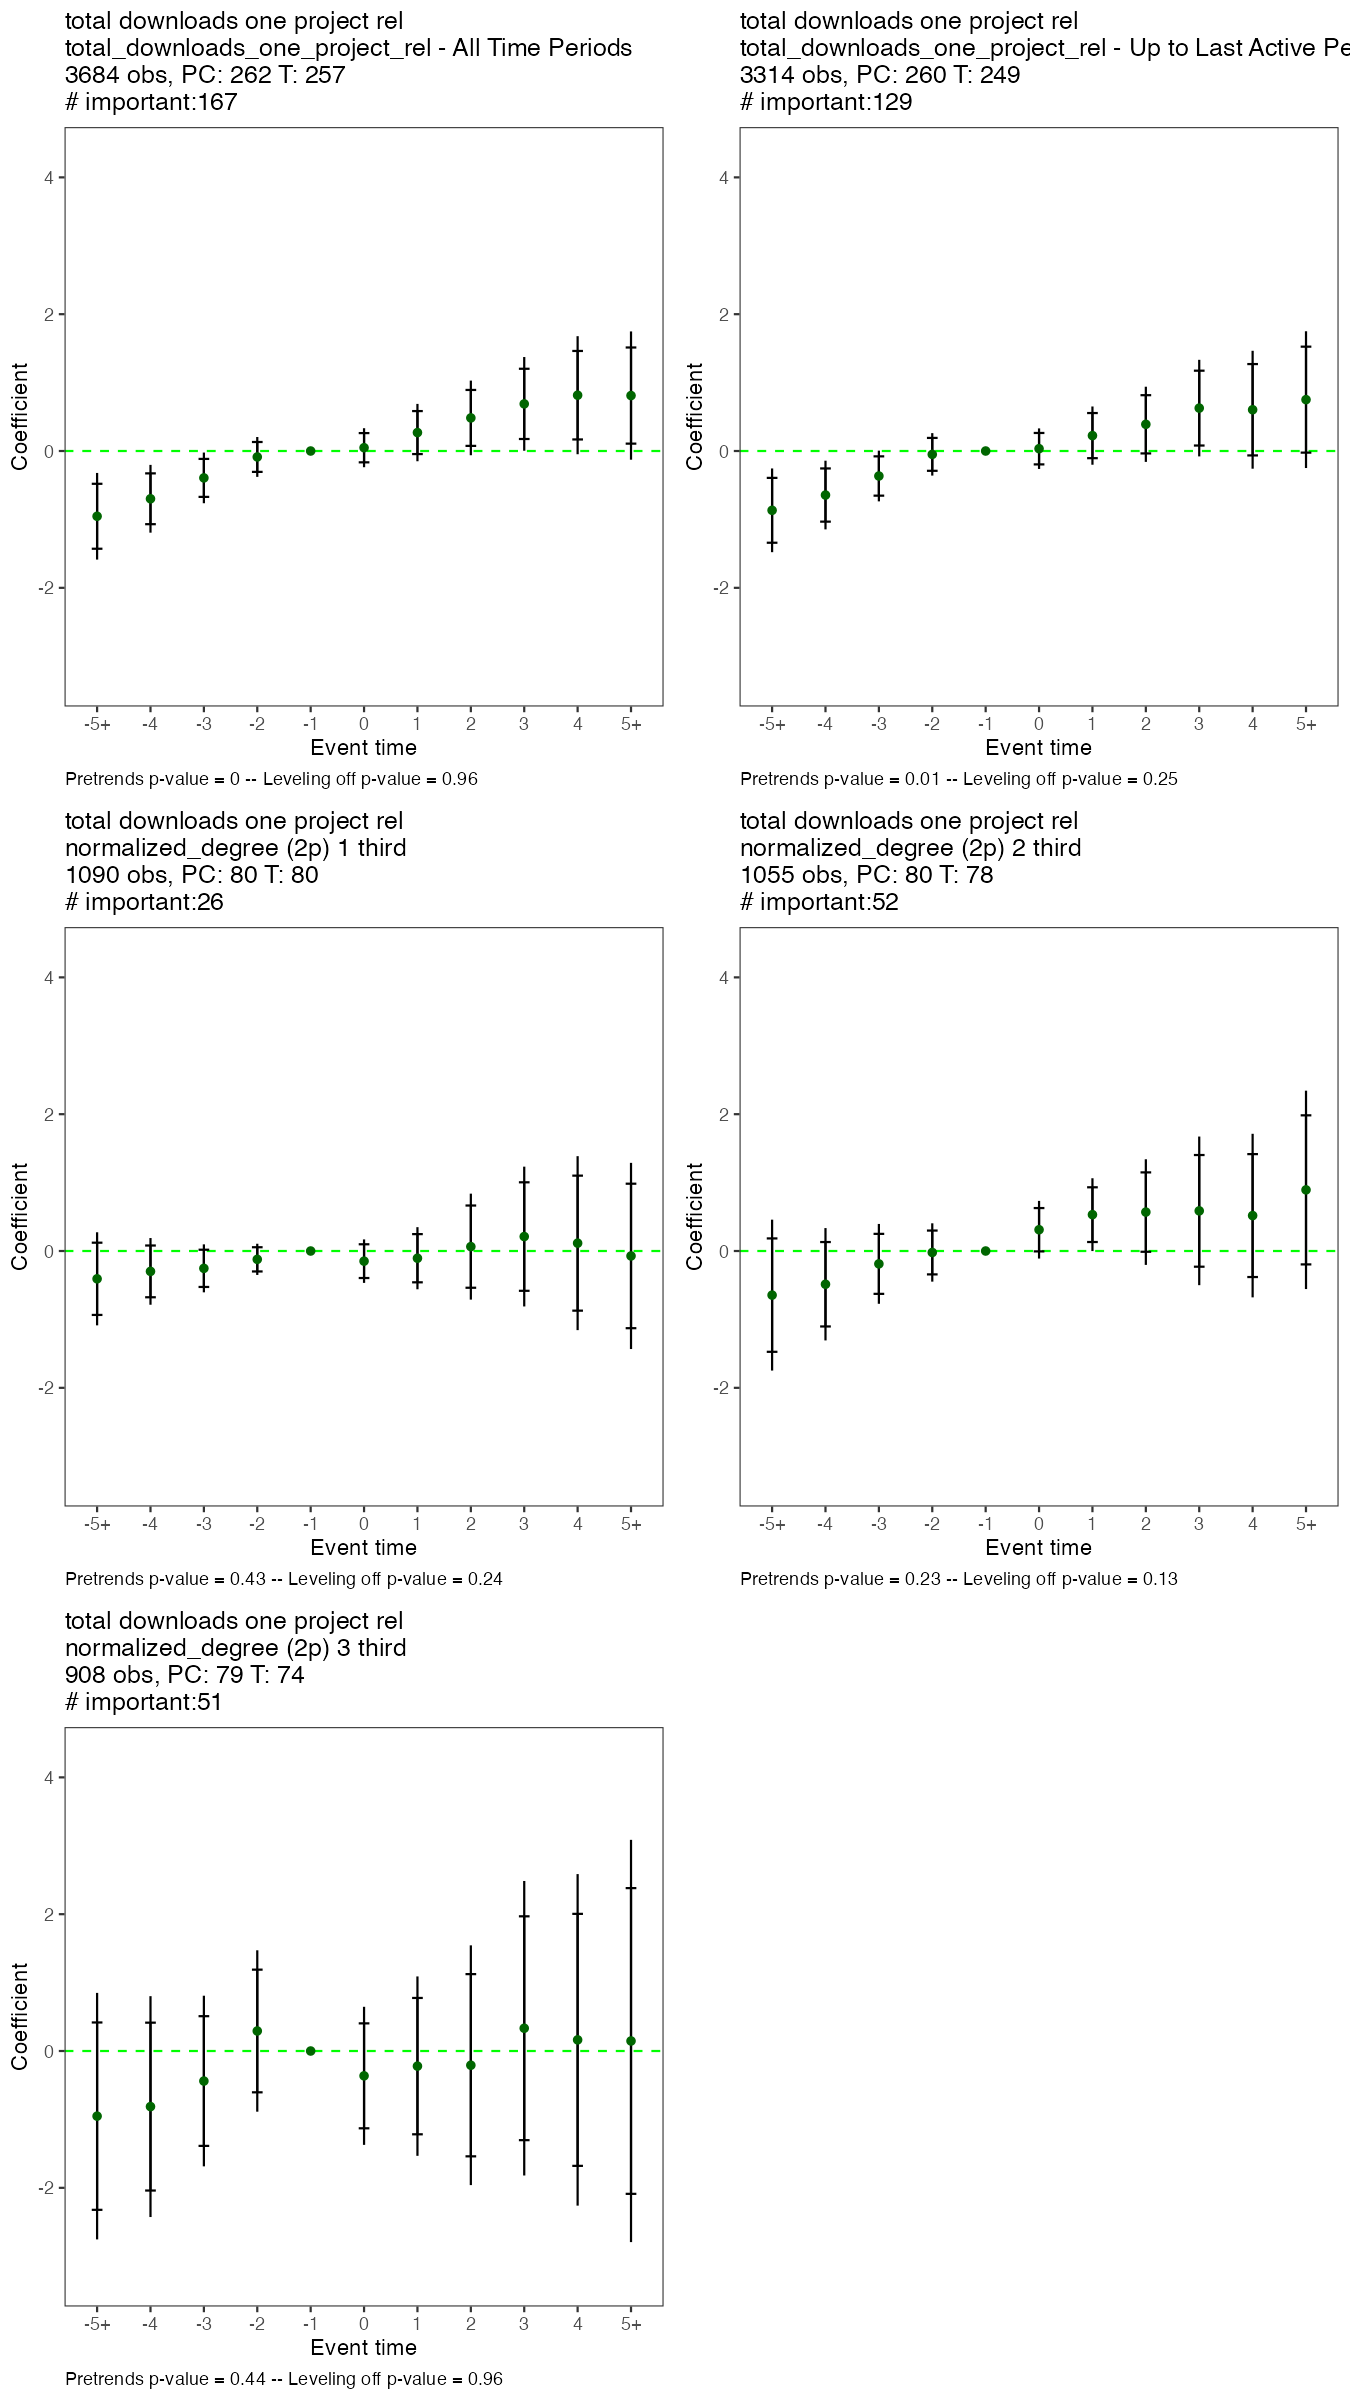 total downloads one project rel
total_downloads_one_project_rel - All Time Periods
3684 obs, PC: 262 T: 257
# important:167
4
2
0
-2
Coefficient
-5+ -4 -3 -2 -1 0 1 2 3 4 5+
Event time
Pretrends p-value = 0 -- Leveling off p-value = 0.96
total downloads one project rel
total_downloads_one_project_rel - Up to Last Active Pe
3314 obs, PC: 260 T: 249
# important:129
4
2
0
-2
Coefficient
-5+ -4 -3 -2 -1 0 1 2 3 4 5+
Event time
Pretrends p-value = 0.01 -- Leveling off p-value = 0.25
total downloads one project rel
normalized_degree (2p) 1 third
1090 obs, PC: 80 T: 80
# important:26
4
2
0
-2
Coefficient
-5+ -4 -3 -2 -1 0 1 2 3 4 5+
Event time
Pretrends p-value = 0.43 -- Leveling off p-value = 0.24
total downloads one project rel
normalized_degree (2p) 2 third
1055 obs, PC: 80 T: 78
# important:52
4
2
0
-2
Coefficient
-5+ -4 -3 -2 -1 0 1 2 3 4 5+
Event time
Pretrends p-value = 0.23 -- Leveling off p-value = 0.13
total downloads one project rel
normalized_degree (2p) 3 third
908 obs, PC: 79 T: 74
# important:51
4
2
0
-2
Coefficient
-5+ -4 -3 -2 -1 0 1 2 3 4 5+
Event time
Pretrends p-value = 0.44 -- Leveling off p-value = 0.96